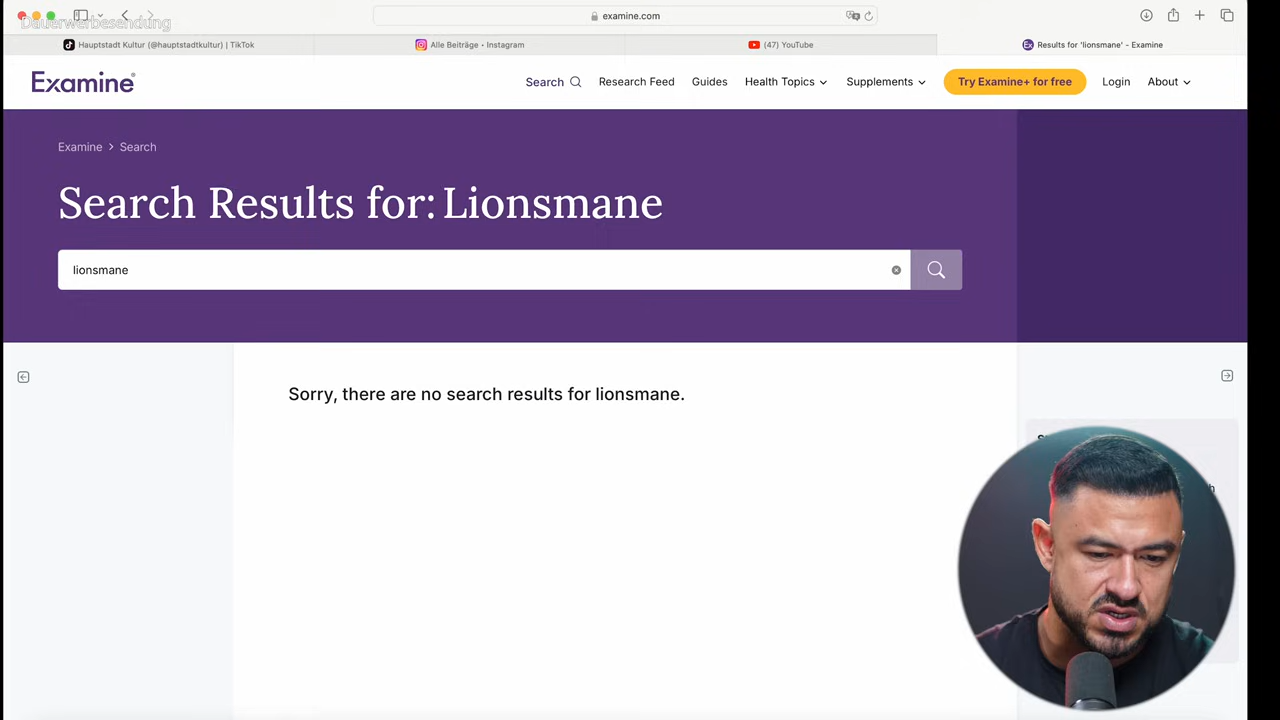 Dauerwerbesendung
examine.com
Hauptstadt Kultur (@hauptstadtkultur) | TikTok
Alle Beiträge • Instagram
(47) YouTube
Results for 'lionsmane' - Examine
Examine
Search
Research Feed
Guides
Health Topics
Supplements
Try Examine+ for free
Login
About
Examine > Search
Search Results for: Lionsmane
lionsmane
Sorry, there are no search results for lionsmane.